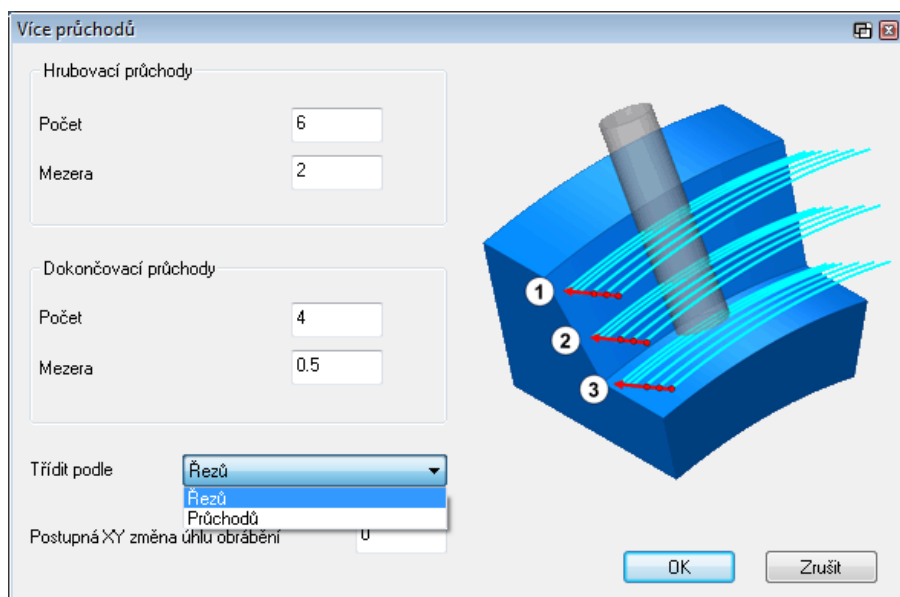 Více průchodů
Hrubovací průchody
Počet 6
Mezera 2
Dokončovací průchody
Počet 4
Mezera 0.5
Třídit podle Řezů
Řezů
Průchodů
Postupná XY změna úhlu obrábění 0
1
2
3
OK Zrušit